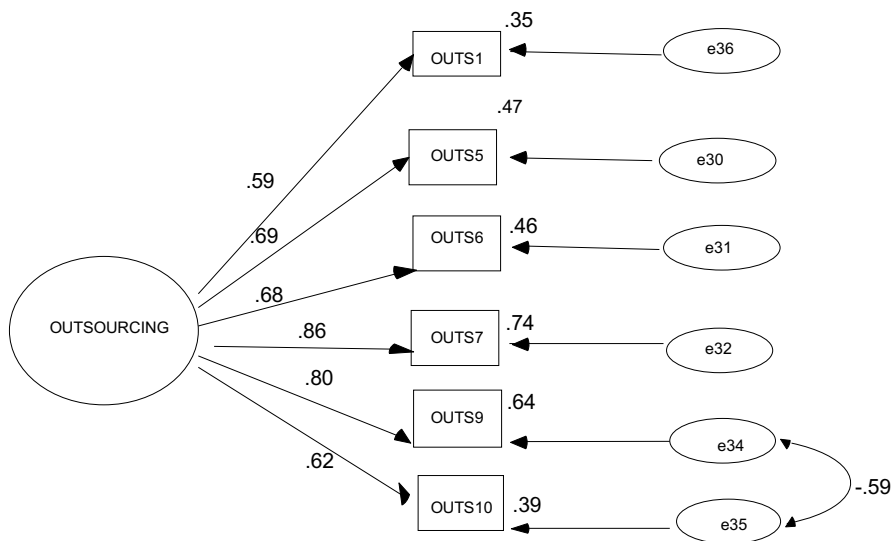 .35
OUTS1
e36
.47
OUTS5
e30
.59
.69
OUTS6
.46
e31
.68
OUTSOURCING
.86
OUTS7
.74
e32
.80
OUTS9
.64
e34
-.59
.62
OUTS10
.39
e35